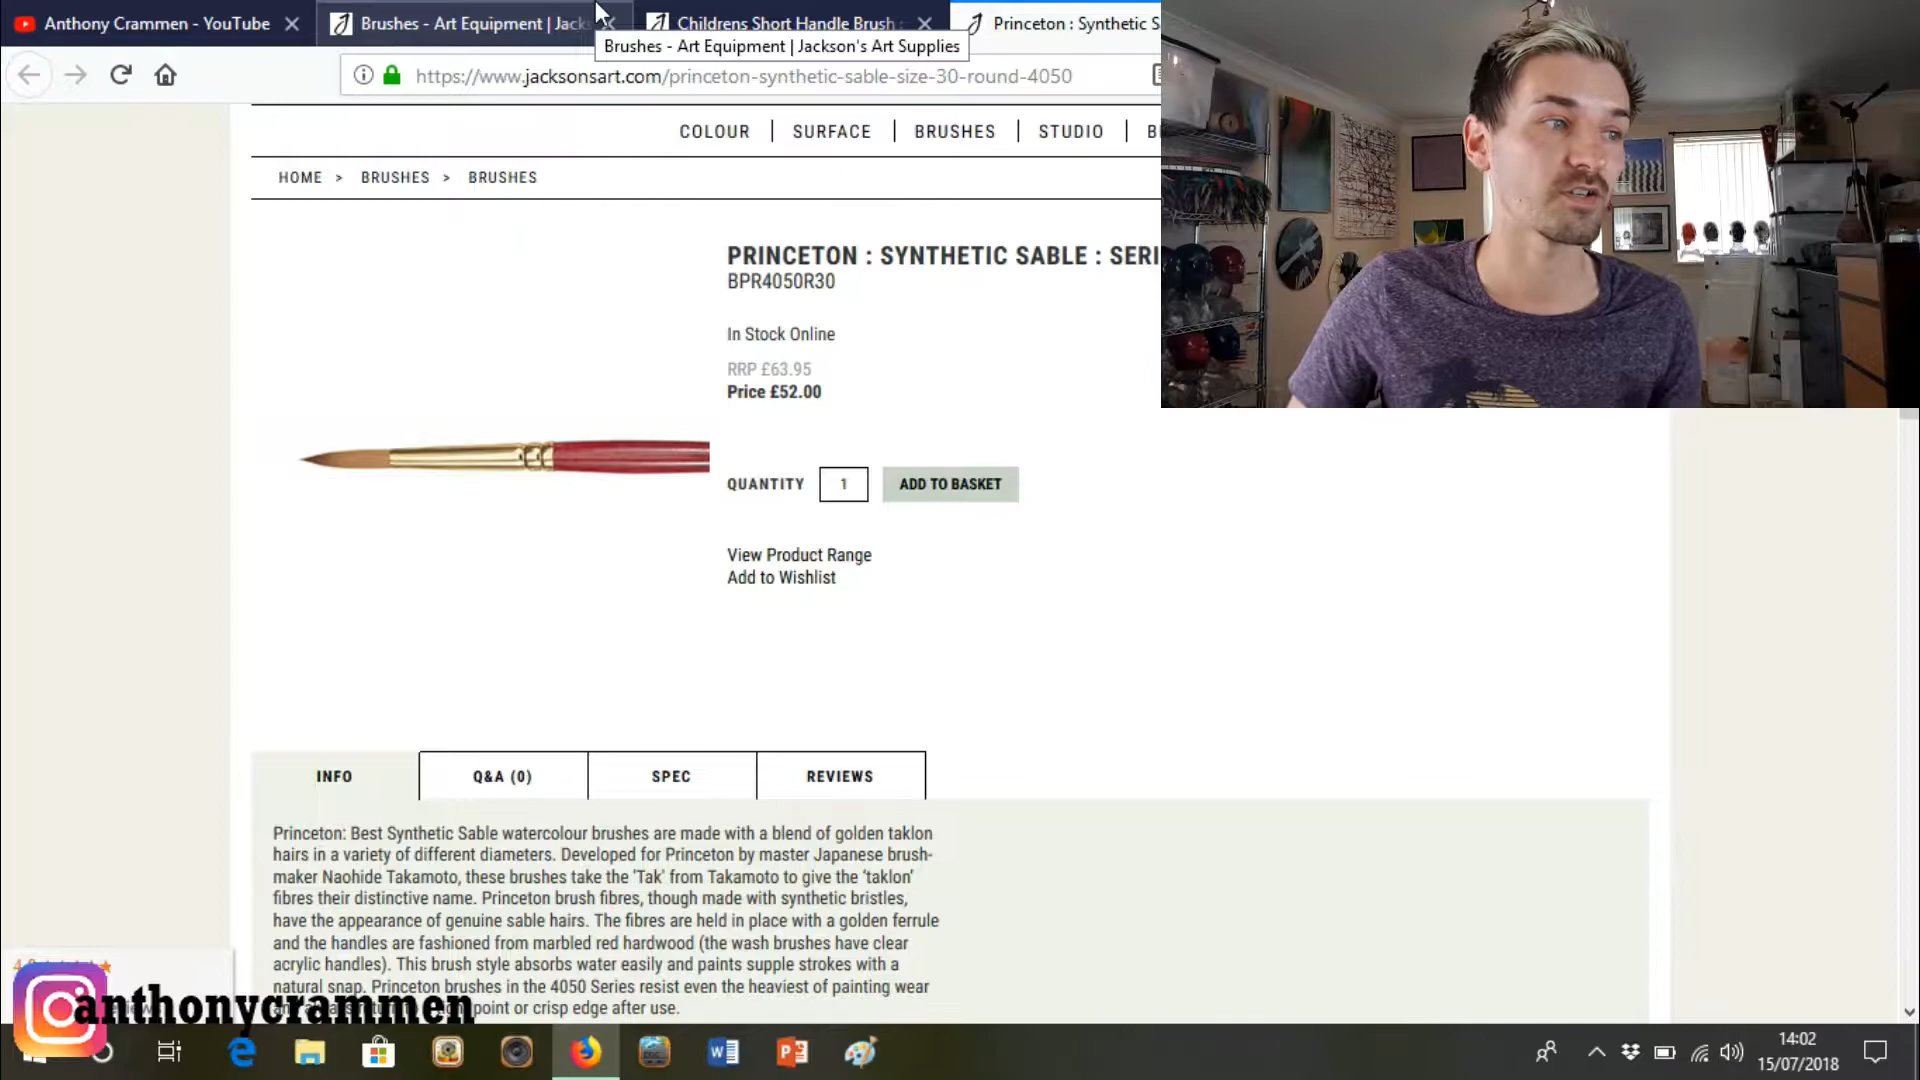 Anthony Crammen - YouTube
Brushes - Art Equipment | Jack
Childrens Short Handle Brush :
Princeton : Synthetic S
Brushes - Art Equipment | Jackson's Art Supplies
https://www.jacksonsart.com/princeton-synthetic-sable-size-30-round-4050
COLOUR | SURFACE | BRUSHES | STUDIO |
HOME > BRUSHES > BRUSHES
PRINCETON : SYNTHETIC SABLE : SERI
BPR4050R30
In Stock Online
RRP £63.95
Price £52.00
QUANTITY 1 ADD TO BASKET
View Product Range
Add to Wishlist
INFO Q&A (0) SPEC REVIEWS
Princeton: Best Synthetic Sable watercolour brushes are made with a blend of golden taklon
hairs in a variety of different diameters. Developed for Princeton by master Japanese brush-
maker Naohide Takamoto, these brushes take the 'Tak' from Takamoto to give the 'taklon'
fibres their distinctive name. Princeton brush fibres, though made with synthetic bristles,
have the appearance of genuine sable hairs. The fibres are held in place with a golden ferrule
and the handles are fashioned from marbled red hardwood (the wash brushes have clear
acrylic handles). This brush style absorbs water easily and paints supple strokes with a
natural snap. Princeton brushes in the 4050 Series resist even the heaviest of painting wear
point or crisp edge after use.
anthonycrammen
14:02
15/07/2018